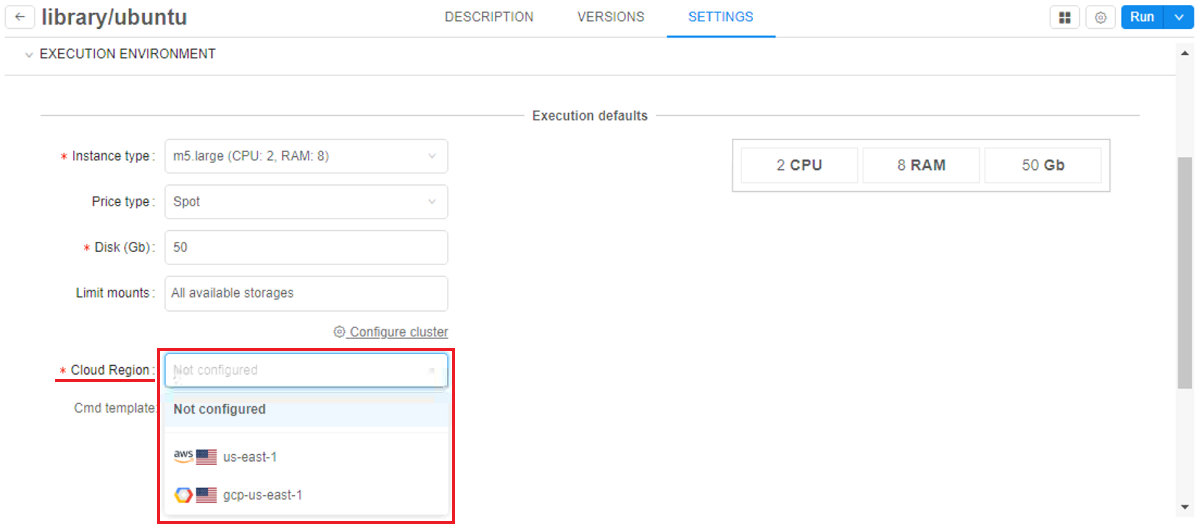 library/ubuntu
DESCRIPTION VERSIONS SETTINGS
Run
EXECUTION ENVIRONMENT
Execution defaults
* Instance type : m5.large (CPU: 2, RAM: 8)
2 CPU 8 RAM 50 Gb
Price type : Spot
* Disk (Gb) : 50
Limit mounts : All available storages
Configure cluster
* Cloud Region : Not configured
Cmd template:
Not configured
aws us-east-1
gcp-us-east-1